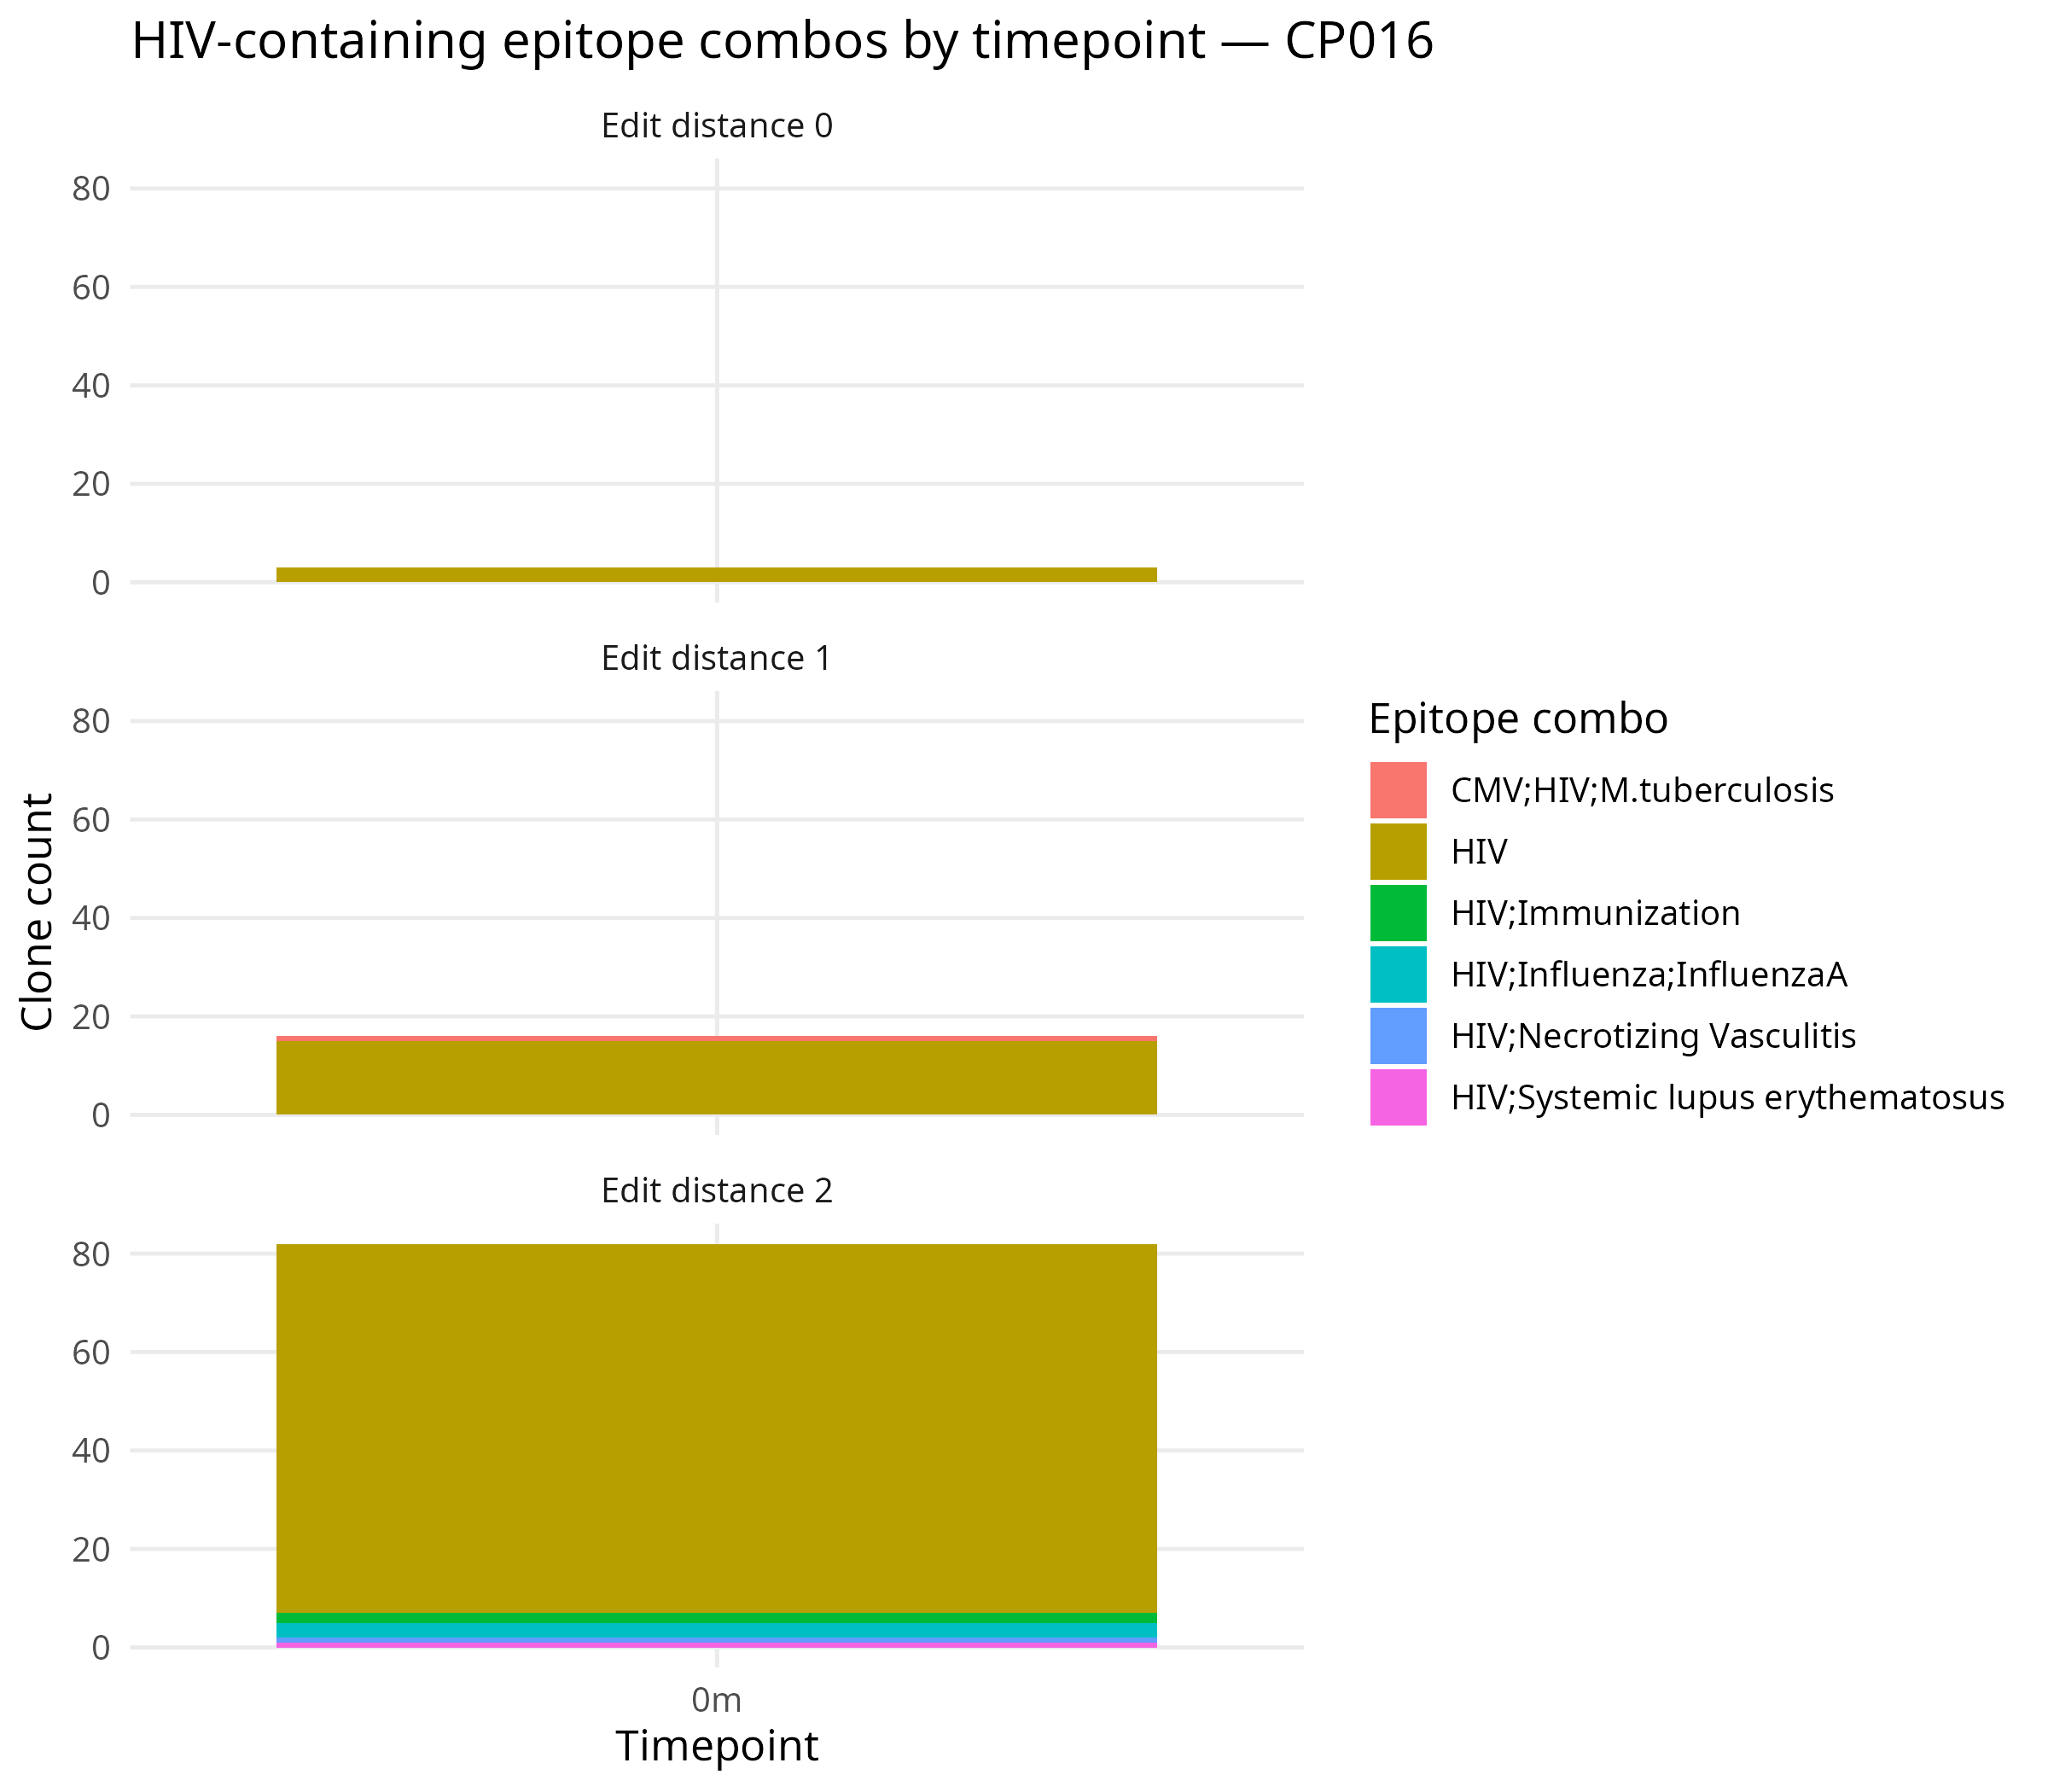 HIV-containing epitope combos by timepoint — CP016
Edit distance 0
80
60
40
20
0
Edit distance 1
80
60
40
20
0
Edit distance 2
80
60
40
20
0
0m
Timepoint
Clone count
Epitope combo
CMV;HIV;M.tuberculosis
HIV
HIV;Immunization
HIV;Influenza;InfluenzaA
HIV;Necrotizing Vasculitis
HIV;Systemic lupus erythematosus